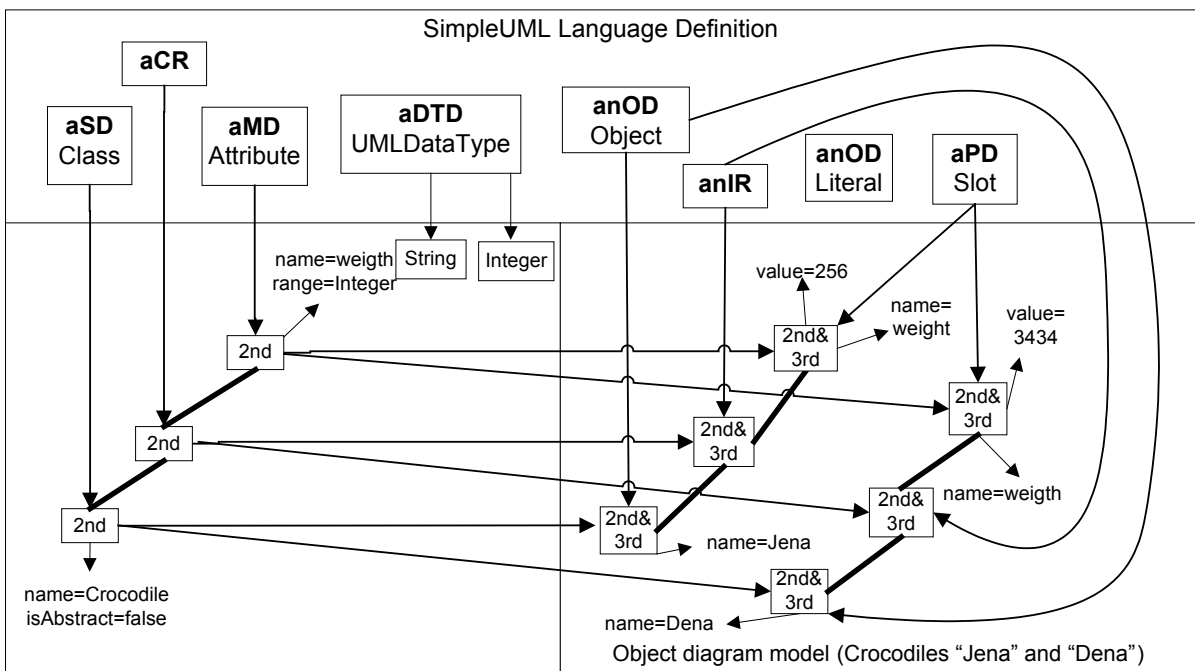 SimpleUML Language Definition
aCR
aSD
Class
aMD
Attribute
aDTD
UMLDataType
anOD
Object
anIR
anOD
Literal
aPD
Slot
String
Integer
name=weigth
range=Integer
2nd
2nd
2nd
name=Crocodile
isAbstract=false
value=256
name=
weight
value=
3434
2nd&
3rd
2nd&
3rd
2nd&
3rd
2nd&
3rd
name=weigth
2nd&
3rd
name=Jena
2nd&
3rd
name=Dena
Object diagram model (Crocodiles “Jena” and “Dena”)